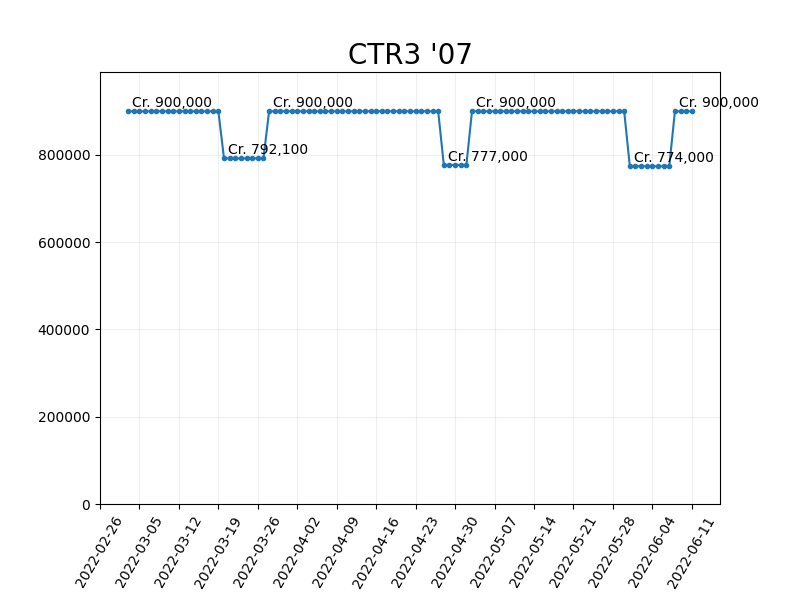 CTR3 '07
Cr. 900,000
Cr. 900,000
Cr. 900,000
Cr. 900,000
Cr. 792,100
Cr. 777,000
Cr. 774,000
800000
600000
400000
200000
0
2022-02-26
2022-03-05
2022-03-12
2022-03-19
2022-03-26
2022-04-02
2022-04-09
2022-04-16
2022-04-23
2022-04-30
2022-05-07
2022-05-14
2022-05-21
2022-05-28
2022-06-04
2022-06-11